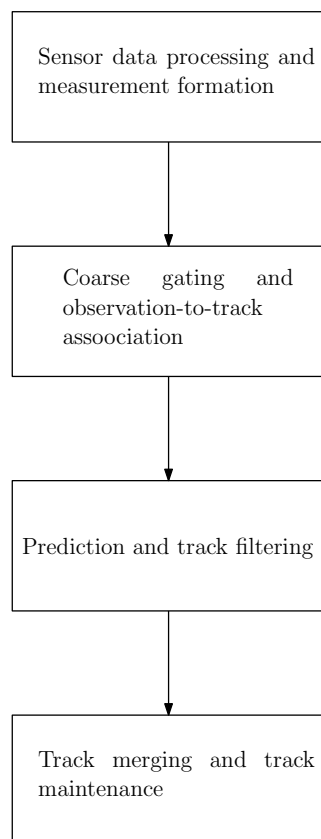 Sensor data processing and
measurement formation
Coarse gating and
observation-to-track
assoociation
Prediction and track filtering
Track merging and track
maintenance